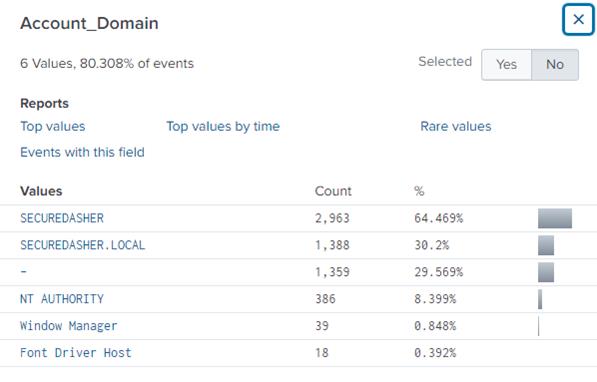 Account_Domain
6 Values, 80.308% of events
Selected Yes No
Reports
Top values Top values by time Rare values
Events with this field
Values Count %
SECUREDASHER 2,963 64.469%
SECUREDASHER.LOCAL 1,388 30.2%
- 1,359 29.569%
NT AUTHORITY 386 8.399%
Window Manager 39 0.848%
Font Driver Host 18 0.392%